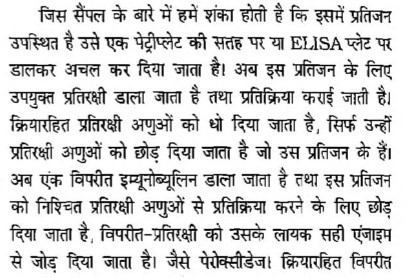 जिस सैंपल के बारे में हमें शंका होती है कि इसमें प्रतिजन
उपस्थित है उसे एक पेट्रीप्लेट की सतह पर या ELISA प्लेट पर
डालकर अचल कर दिया जाता है। अब इस प्रतिजन के लिए
उपयुक्त प्रतिरक्षी डाला जाता है तथा प्रतिक्रिया कराई जाती है।
क्रियारहित प्रतिरक्षी अणुओं को धो दिया जाता है, सिर्फ उन्हीं
प्रतिरक्षी अणुओं को छोड़ दिया जाता है जो उस प्रतिजन के हैं।
अब एक विपरीत इम्यूनोब्यूलिन डाला जाता है तथा इस प्रतिजन
को निश्चित प्रतिरक्षी अणुओं से प्रतिक्रिया करने के लिए छोड़
दिया जाता है, विपरीत-प्रतिरक्षी को उसके लायक सही एंजाइम
से जोड़ दिया जाता है। जैसे पेरोक्सीडेज। क्रियारहित विपरीत